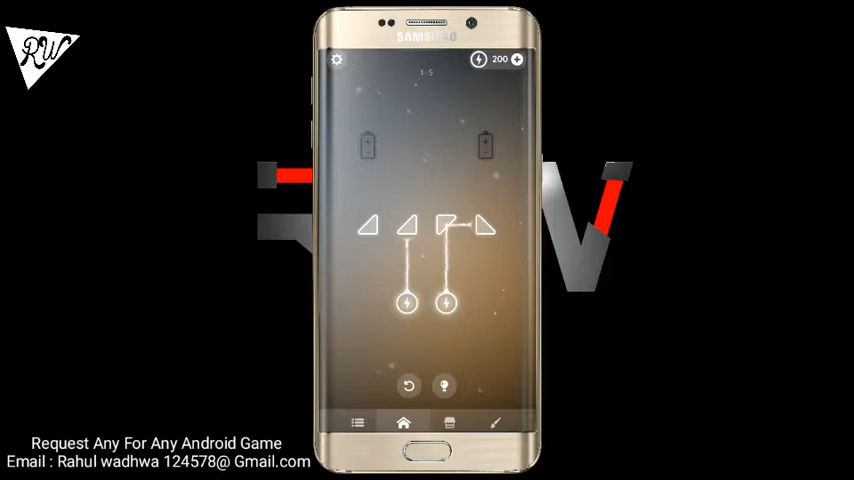 RW
SAMSUNG
200
1-5
Request Any For Any Android Game
Email : Rahul wadhwa 124578@ Gmail.com